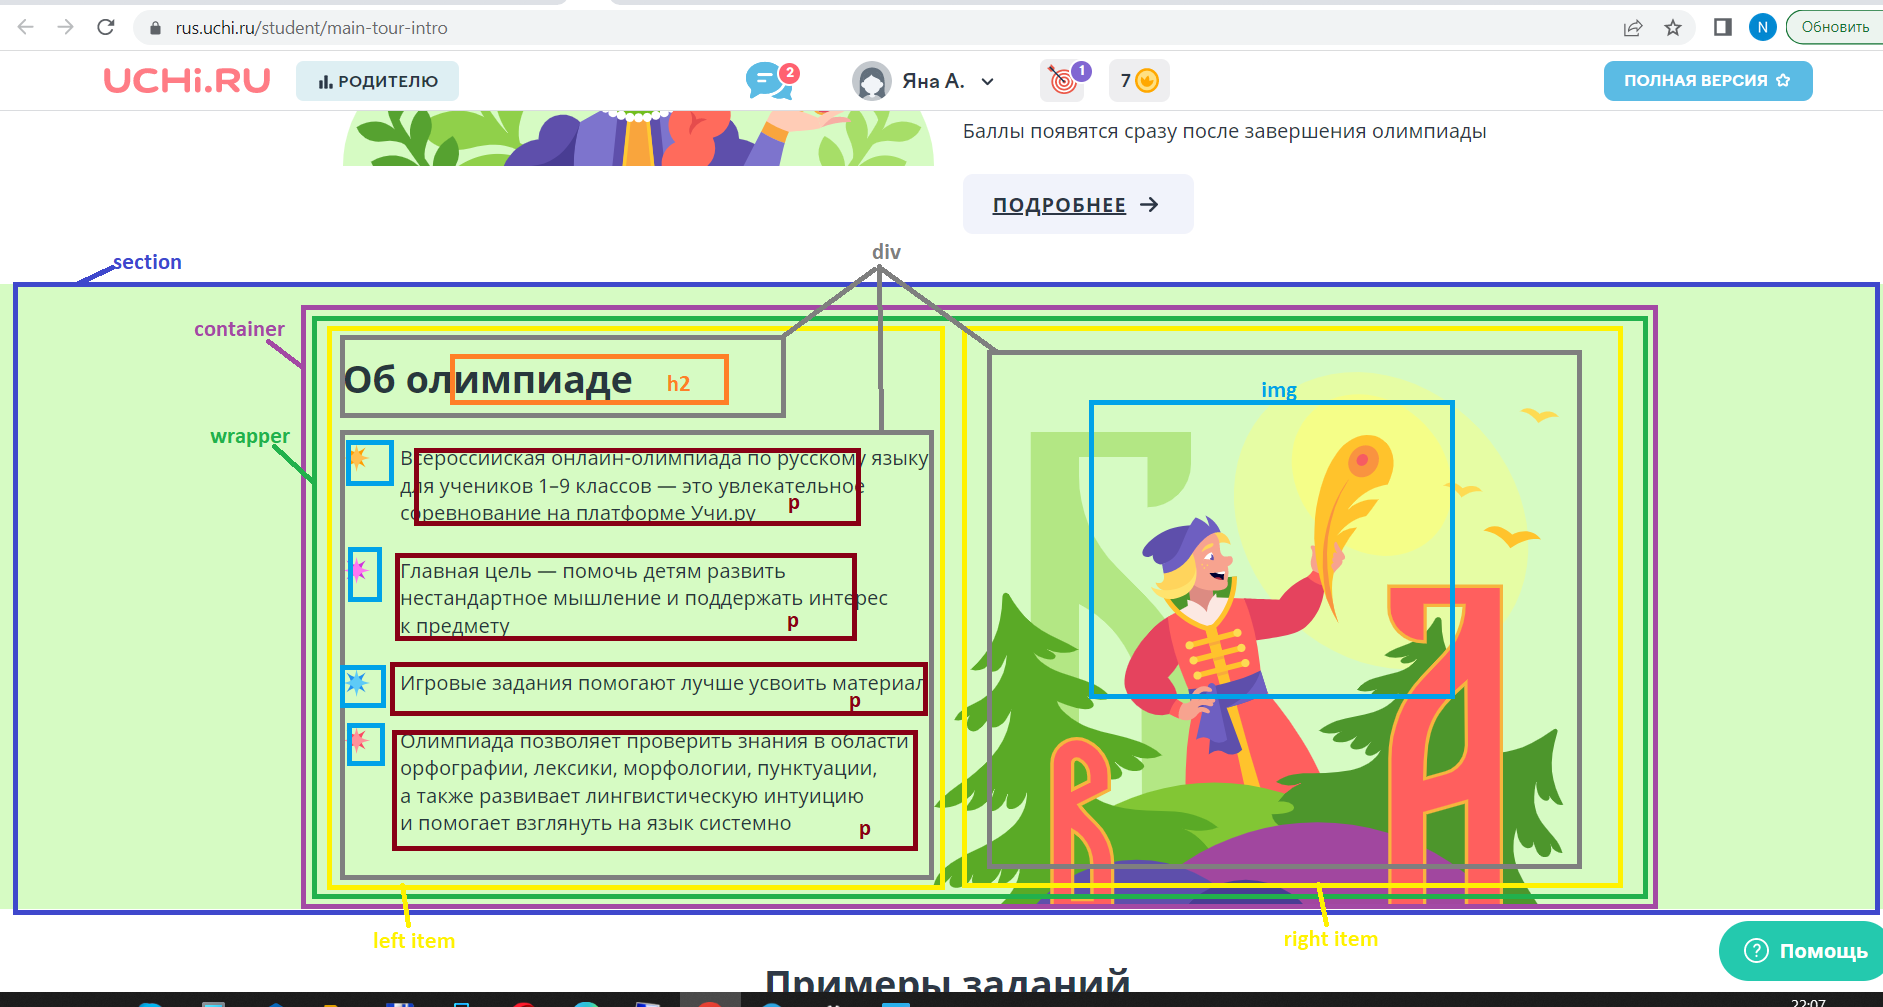 rus.uchi.ru/student/main-tour-intro
N
Обновить
UCHi.RU
РОДИТЕЛЮ
2
Яна А.
1
7
ПОЛНАЯ ВЕРСИЯ
Баллы появятся сразу после завершения олимпиады
ПОДРОБНЕЕ →
div
section
container
wrapper
Об олимпиаде
h2
Всероссийская онлайн-олимпиада по русскому языку
для учеников 1–9 классов — это увлекательное
соревнование на платформе Учи.ру
p
Главная цель — помочь детям развить
нестандартное мышление и поддержать интерес
к предмету
p
Игровые задания помогают лучше усвоить материал
p
Олимпиада позволяет проверить знания в области
орфографии, лексики, морфологии, пунктуации,
а также развивает лингвистическую интуицию
и помогает взглянуть на язык системно
p
img
left item
right item
? Помощь
Примеры заданий
22:07